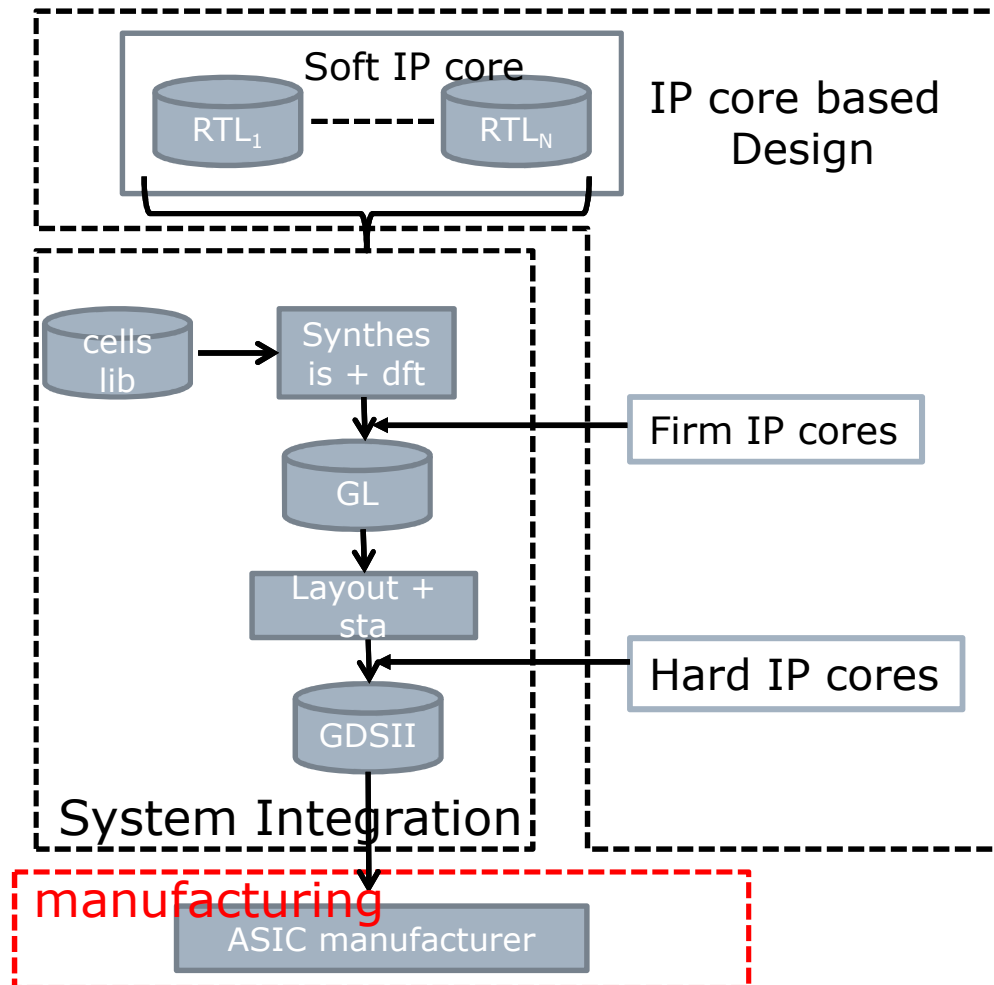 Soft IP core
RTL1
RTLN
IP core based
Design
cells
lib
Synthes
is + dft
Firm IP cores
GL
Layout +
sta
Hard IP cores
GDSII
System Integration
manufacturing
ASIC manufacturer